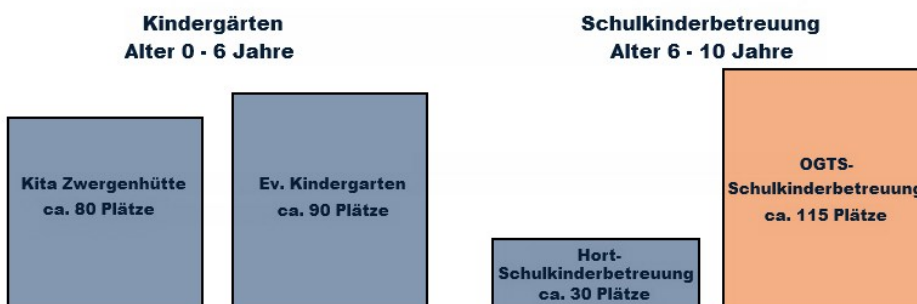 Kindergärten
Alter 0 - 6 Jahre
Schulkinderbetreuung
Alter 6 - 10 Jahre
Kita Zwergenhütte
ca. 80 Plätze
Ev. Kindergarten
ca. 90 Plätze
Hort-
Schulkinderbetreuung
ca. 30 Plätze
OGTS-
Schulkinderbetreuung
ca. 115 Plätze